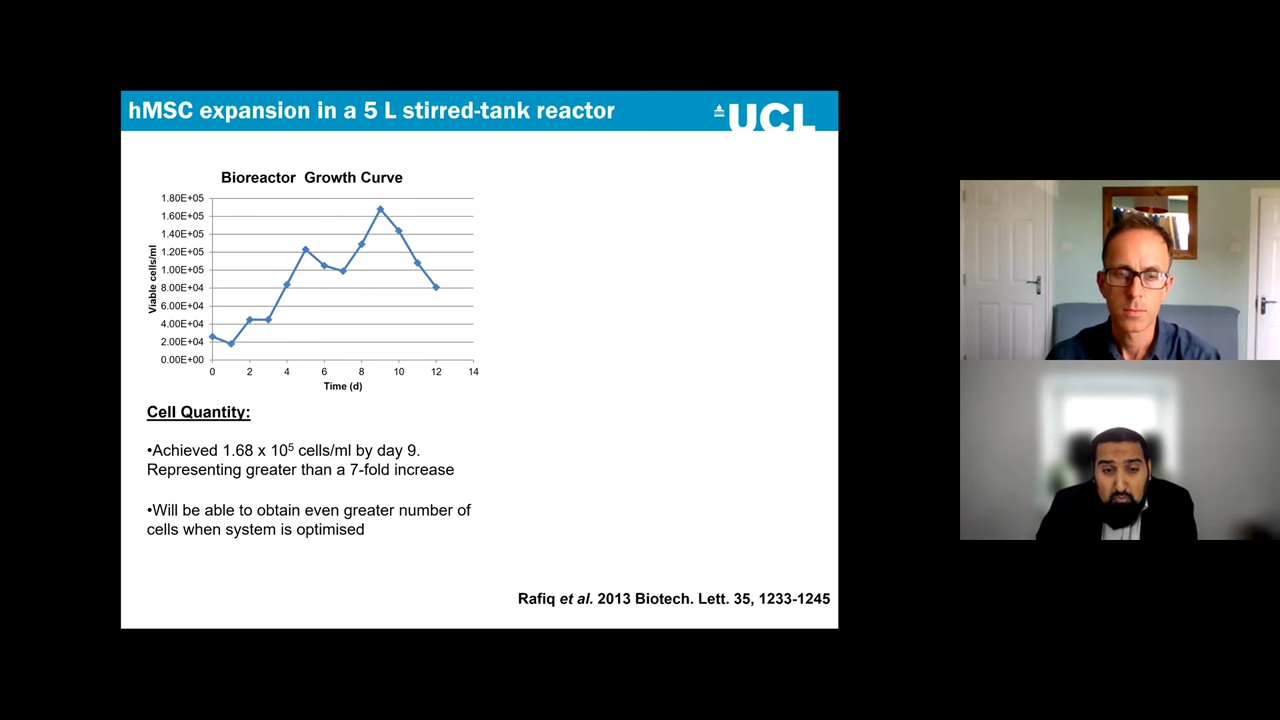 hMSC expansion in a 5 L stirred-tank reactor
UCL
Bioreactor Growth Curve
1.80E+05
1.60E+05
1.40E+05
1.20E+05
1.00E+05
8.00E+04
6.00E+04
4.00E+04
2.00E+04
0.00E+00
Viable cells/ml
0 2 4 6 8 10 12 14
Time (d)
Cell Quantity:
•Achieved 1.68 x 10⁵ cells/ml by day 9.
Representing greater than a 7-fold increase
•Will be able to obtain even greater number of
cells when system is optimised
Rafiq et al. 2013 Biotech. Lett. 35, 1233-1245